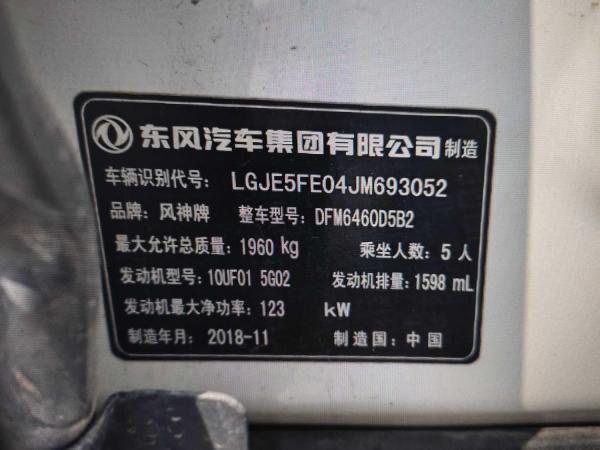 东风汽车集团有限公司 制造
车辆识别代号: LGJE5FE04JM693052
品牌: 风神牌 整车型号: DFM6460D5B2
最大允许总质量: 1960 kg 乘坐人数: 5 人
发动机型号: 10UF01 5G02 发动机排量: 1598 mL
发动机最大净功率: 123 kW
制造年月: 2018-11 制造国: 中国